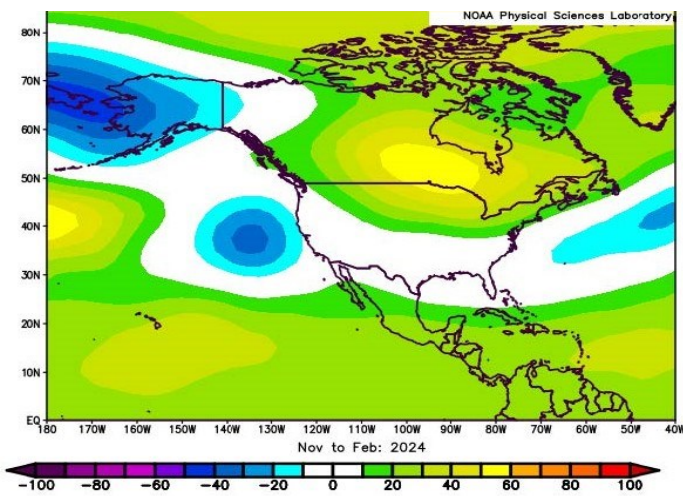 NOAA Physical Sciences Laboratory
80N
70N
60N
50N
40N
30N
20N
10N
EQ
180 170W 160W 150W 140W 130W 120W 110W 100W 90W 80W 70W 60W 50W 40W
Nov to Feb: 2024
-100 -80 -60 -40 -20 0 20 40 60 80 100